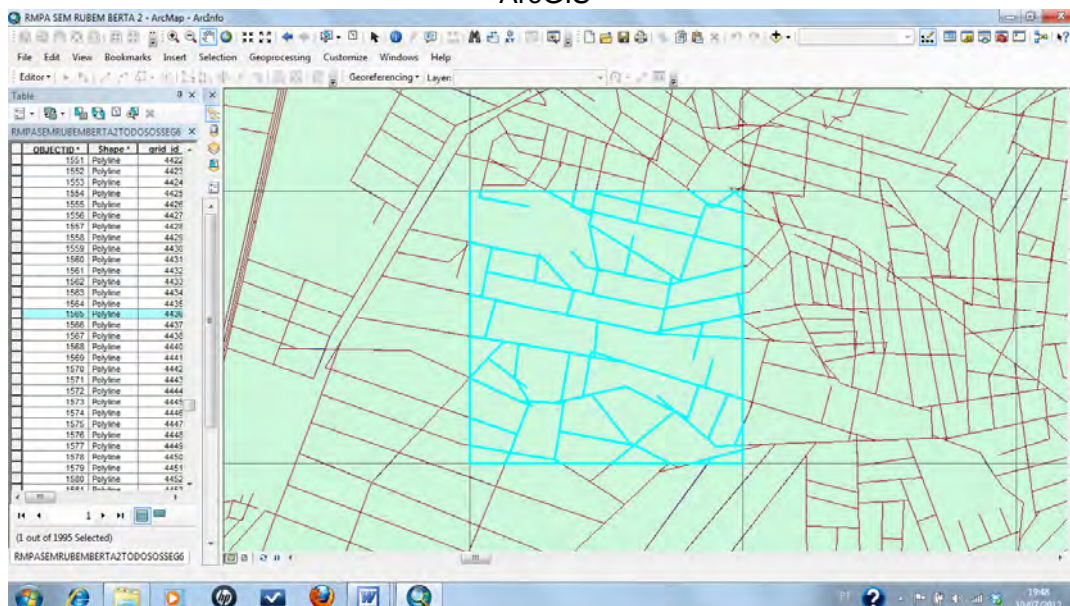 ArcGIS
RMPA SEM RUBEM BERTA 2 - ArcMap - ArcInfo
File Edit View Bookmarks Insert Selection Geoprocessing Customize Windows Help
Editor Georeferencing Layer:
Table
RMPASEMRUBEMBERTA2TODOSOSSEG6
OBJECTID * Shape * grid_id
1551 Polyline 4422
1552 Polyline 4423
1553 Polyline 4424
1554 Polyline 4425
1555 Polyline 4426
1556 Polyline 4427
1557 Polyline 4428
1558 Polyline 4429
1559 Polyline 4430
1560 Polyline 4431
1561 Polyline 4432
1562 Polyline 4433
1563 Polyline 4434
1564 Polyline 4435
1565 Polyline 4436
1566 Polyline 4437
1567 Polyline 4438
1568 Polyline 4440
1569 Polyline 4441
1570 Polyline 4442
1571 Polyline 4443
1572 Polyline 4444
1573 Polyline 4445
1574 Polyline 4446
1575 Polyline 4447
1576 Polyline 4448
1577 Polyline 4449
1578 Polyline 4450
1579 Polyline 4451
1580 Polyline 4452
1
(1 out of 1995 Selected)
RMPASEMRUBEMBERTA2TODOSOSSEG6
PT 19:48
10/07/2012